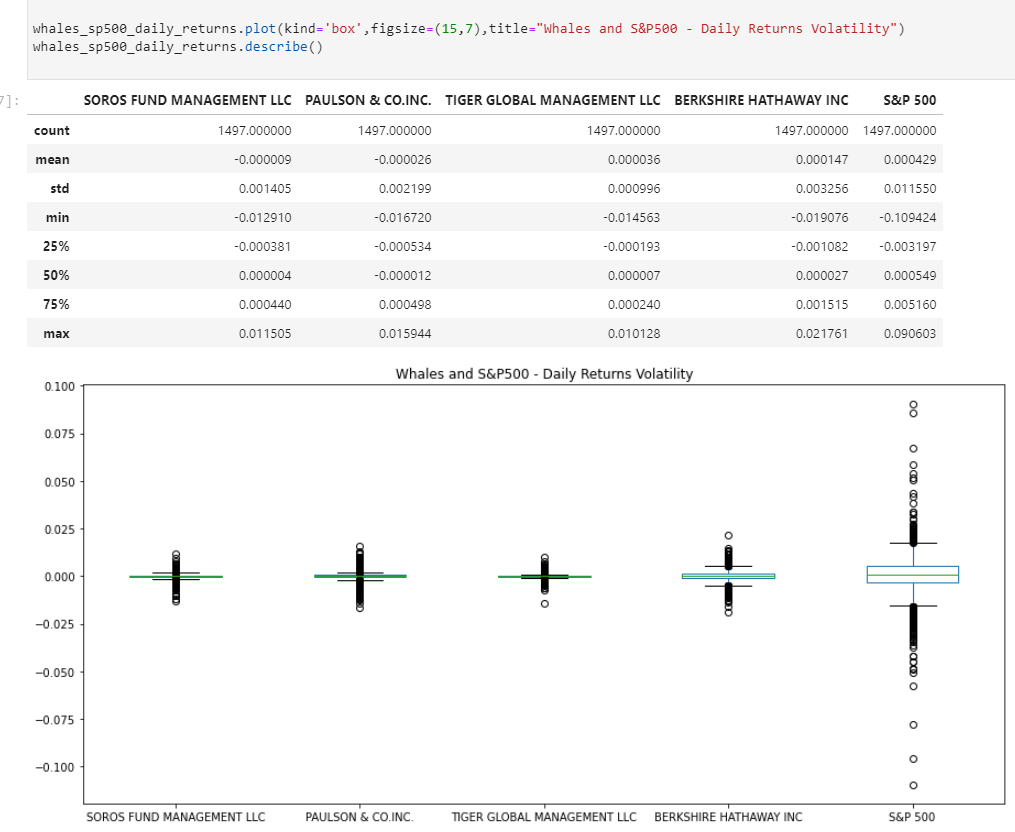 whales_sp500_daily_returns.plot(kind='box',figsize=(15,7),title="Whales and S&P500 - Daily Returns Volatility")
whales_sp500_daily_returns.describe()
7]:
SOROS FUND MANAGEMENT LLC PAULSON & CO.INC. TIGER GLOBAL MANAGEMENT LLC BERKSHIRE HATHAWAY INC S&P 500
count 1497.000000 1497.000000 1497.000000 1497.000000 1497.000000
mean -0.000009 -0.000026 0.000036 0.000147 0.000429
std 0.001405 0.002199 0.000996 0.003256 0.011550
min -0.012910 -0.016720 -0.014563 -0.019076 -0.109424
25% -0.000381 -0.000534 -0.000193 -0.001082 -0.003197
50% 0.000004 -0.000012 0.000007 0.000027 0.000549
75% 0.000440 0.000498 0.000240 0.001515 0.005160
max 0.011505 0.015944 0.010128 0.021761 0.090603
Whales and S&P500 - Daily Returns Volatility
0.100
0.075
0.050
0.025
0.000
−0.025
−0.050
−0.075
−0.100
SOROS FUND MANAGEMENT LLC PAULSON & CO.INC. TIGER GLOBAL MANAGEMENT LLC BERKSHIRE HATHAWAY INC S&P 500